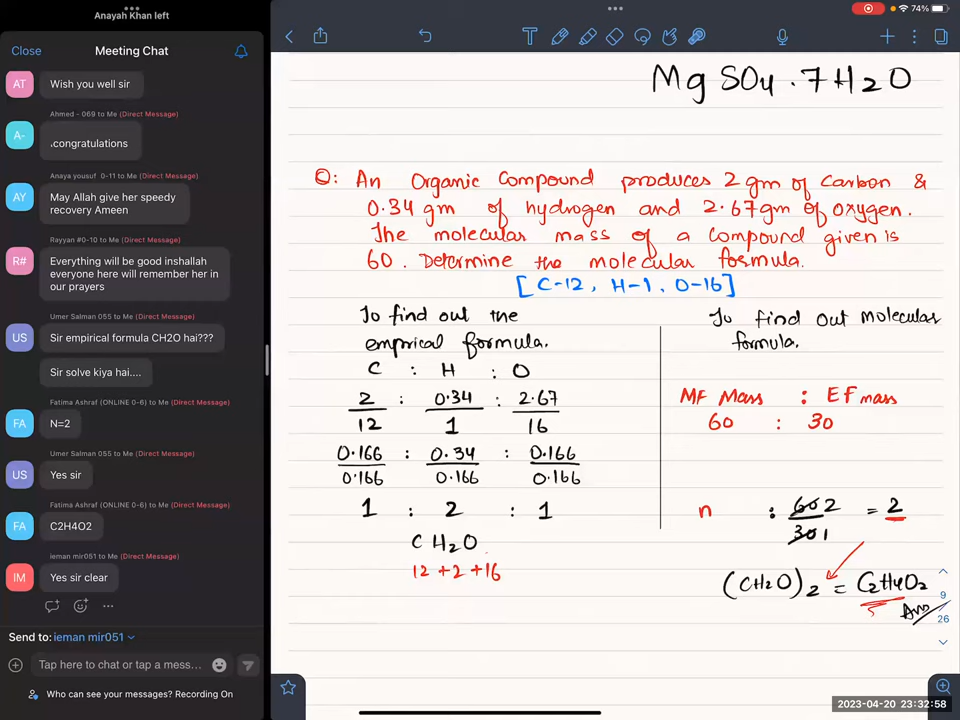 Anayah Khan left
74%
Close
Meeting Chat
AT
Wish you well sir
Ahmed - 069 to Me (Direct Message)
A-
.congratulations
Anaya yousuf 0-11 to Me (Direct Message)
AY
May Allah give her speedy
recovery Ameen
Rayyan #0-10 to Me (Direct Message)
R#
Everything will be good inshallah
everyone here will remember her in
our prayers
Umer Salman 055 to Me (Direct Message)
US
Sir empirical formula CH2O hai???
Sir solve kiya hai....
Fatima Ashraf (ONLINE 0-6) to Me (Direct Message)
FA
N=2
Umer Salman 055 to Me (Direct Message)
US
Yes sir
Fatima Ashraf (ONLINE 0-6) to Me (Direct Message)
FA
C2H4O2
ieman mir051 to Me (Direct Message)
IM
Yes sir clear
Send to: ieman mir051
Tap here to chat or tap a mess...
Who can see your messages? Recording On
MgSO4.7H2O
Q: An Organic Compound produces 2 gm of carbon &
0.34 gm of hydrogen and 2.67gm of oxygen.
The molecular mass of a compound given is
60. Determine the molecular formula.
[C-12, H-1, O-16]
To find out the
emprical formula.
C : H : O
2 : 0.34 : 2.67
12 1 16
0.166 : 0.34 : 0.166
0.166 0.166 0.166
1 : 2 : 1
CH2O
12+2+16
To find out molecular
formula.
MF Mass : EF mass
60 : 30
n : 60 2 = 2
30 1
(CH2O)2 = C2H4O2
Ans
9
26
2023-04-20 23:32:58